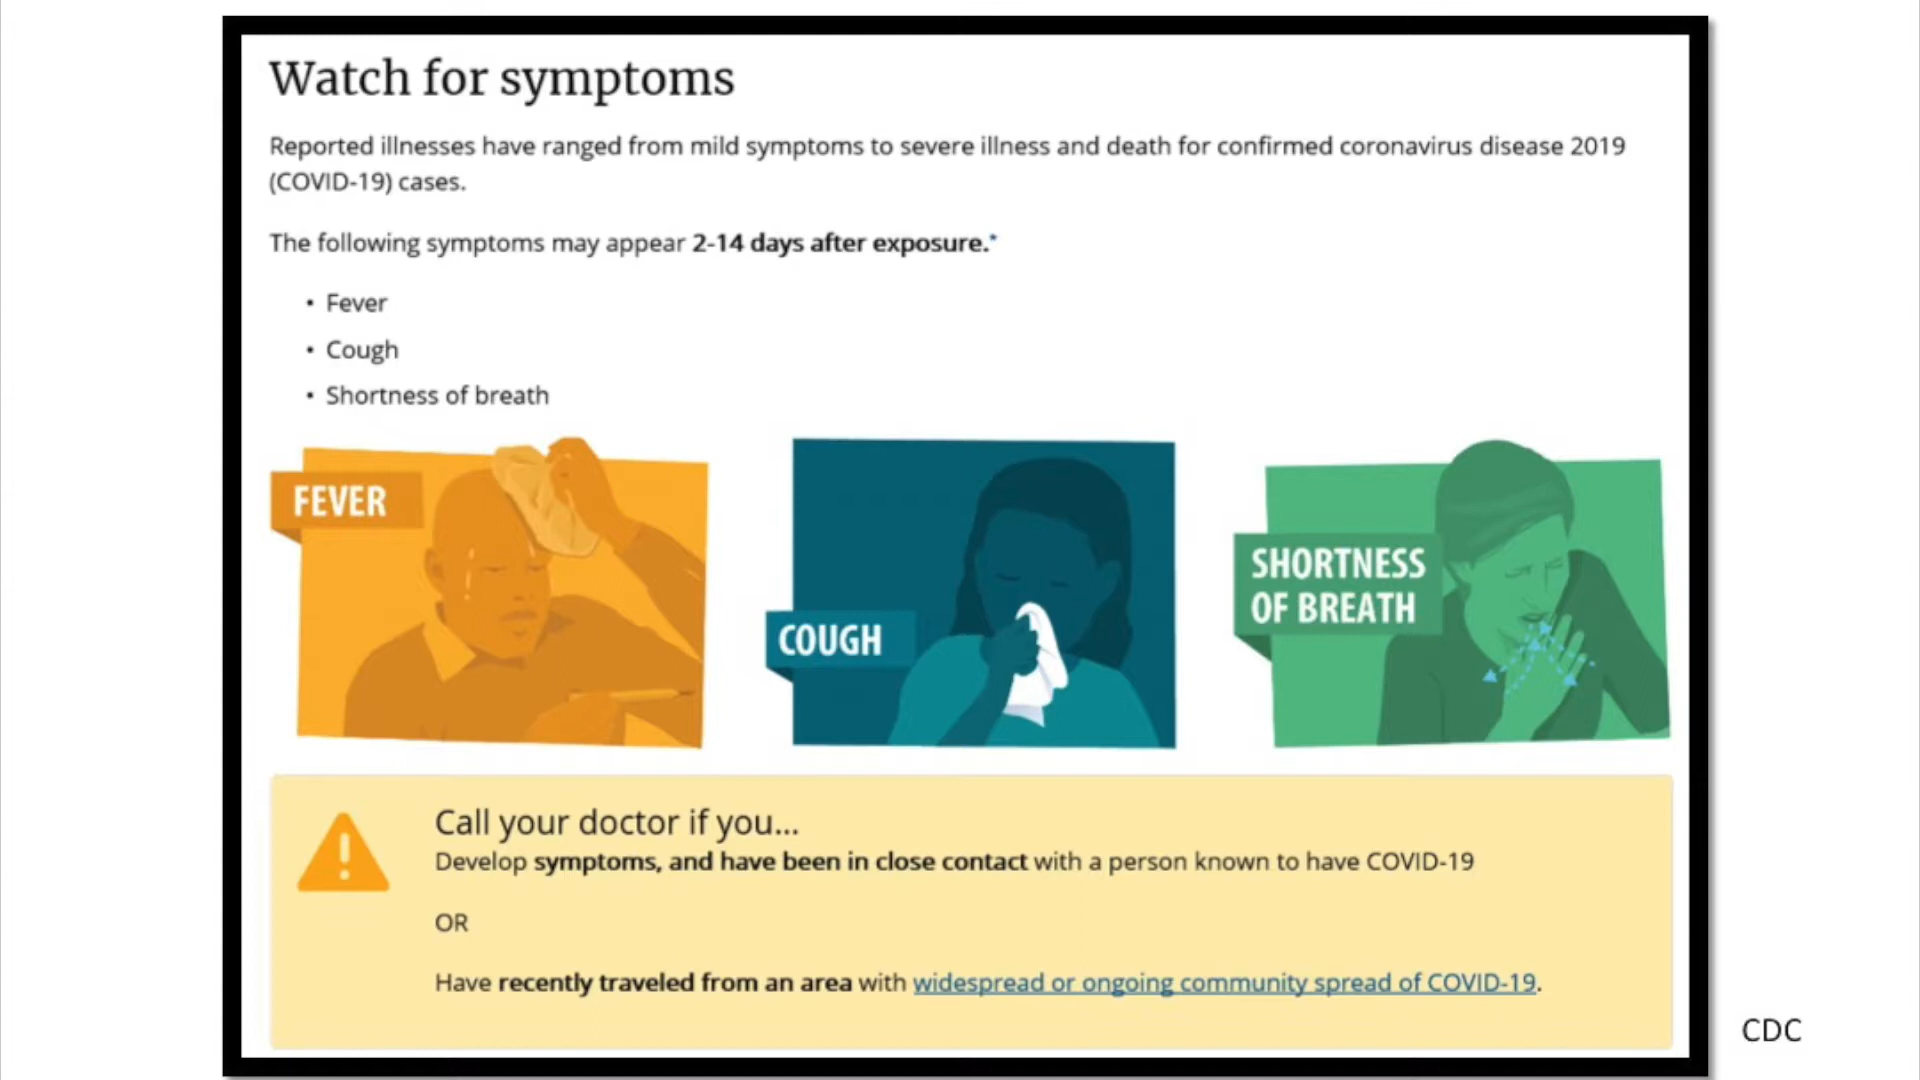 Watch for symptoms
Reported illnesses have ranged from mild symptoms to severe illness and death for confirmed coronavirus disease 2019
(COVID-19) cases.
The following symptoms may appear 2-14 days after exposure.*
• Fever
• Cough
• Shortness of breath
FEVER
COUGH
SHORTNESS
OF BREATH
Call your doctor if you...
Develop symptoms, and have been in close contact with a person known to have COVID-19
OR
Have recently traveled from an area with widespread or ongoing community spread of COVID-19.
CDC